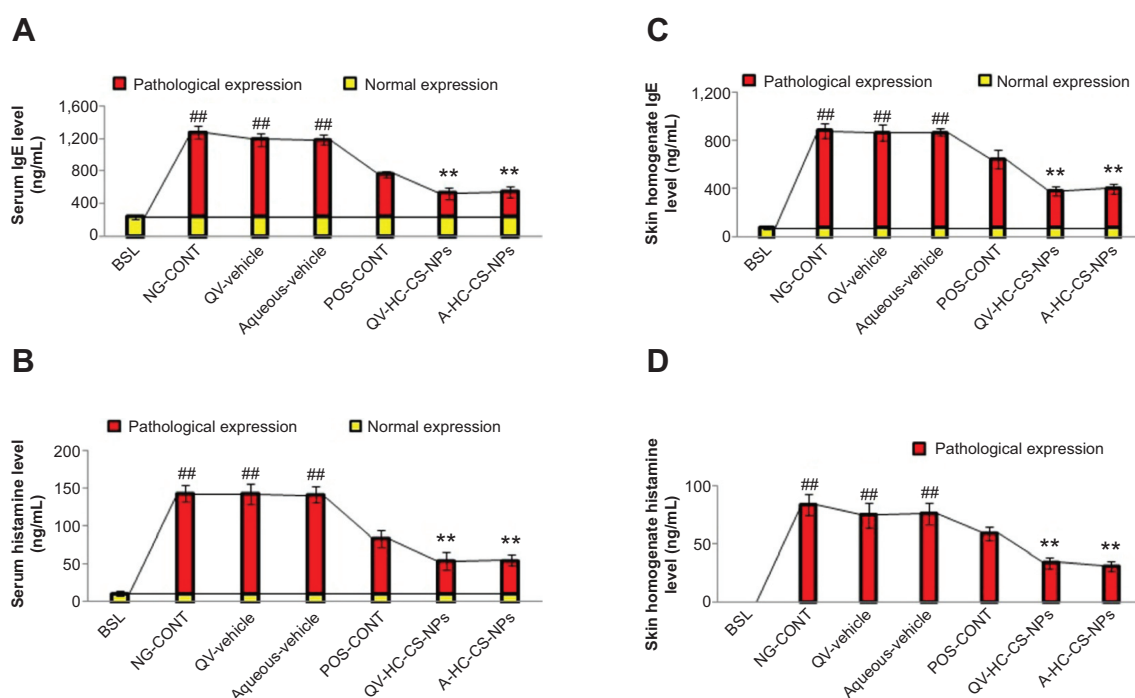 A
Pathological expression Normal expression
Serum IgE level
(ng/mL)
1,600
1,200
800
400
0
## ## ## ** **
BSL NG-CONT QV-vehicle Aqueous-vehicle POS-CONT QV-HC-CS-NPs A-HC-CS-NPs
B
Pathological expression Normal expression
Serum histamine level
(ng/mL)
200
150
100
50
0
## ## ## ** **
BSL NG-CONT QV-vehicle Aqueous-vehicle POS-CONT QV-HC-CS-NPs A-HC-CS-NPs
C
Pathological expression Normal expression
Skin homogenate IgE
level (ng/mL)
1,200
800
400
0
## ## ## ** **
BSL NG-CONT QV-vehicle Aqueous-vehicle POS-CONT QV-HC-CS-NPs A-HC-CS-NPs
D
Pathological expression
Skin homogenate histamine
level (ng/mL)
100
50
0
## ## ## ** **
BSL NG-CONT QV-vehicle Aqueous-vehicle POS-CONT QV-HC-CS-NPs A-HC-CS-NPs